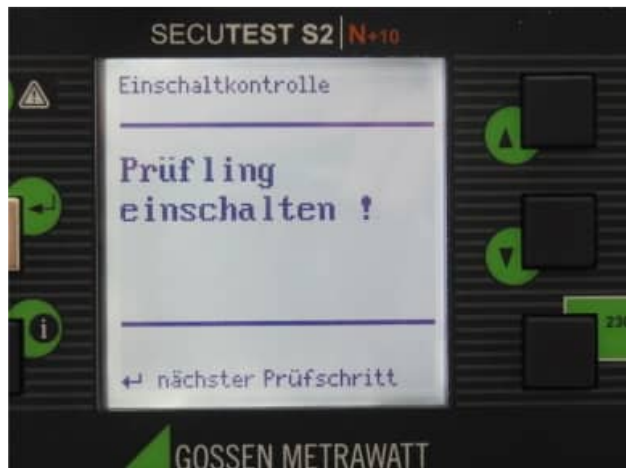 SECUTEST S2 N+10
Einschaltkontrolle
Prüfling
einschalten !
↵ nächster Prüfschritt
GOSSEN METRAWATT